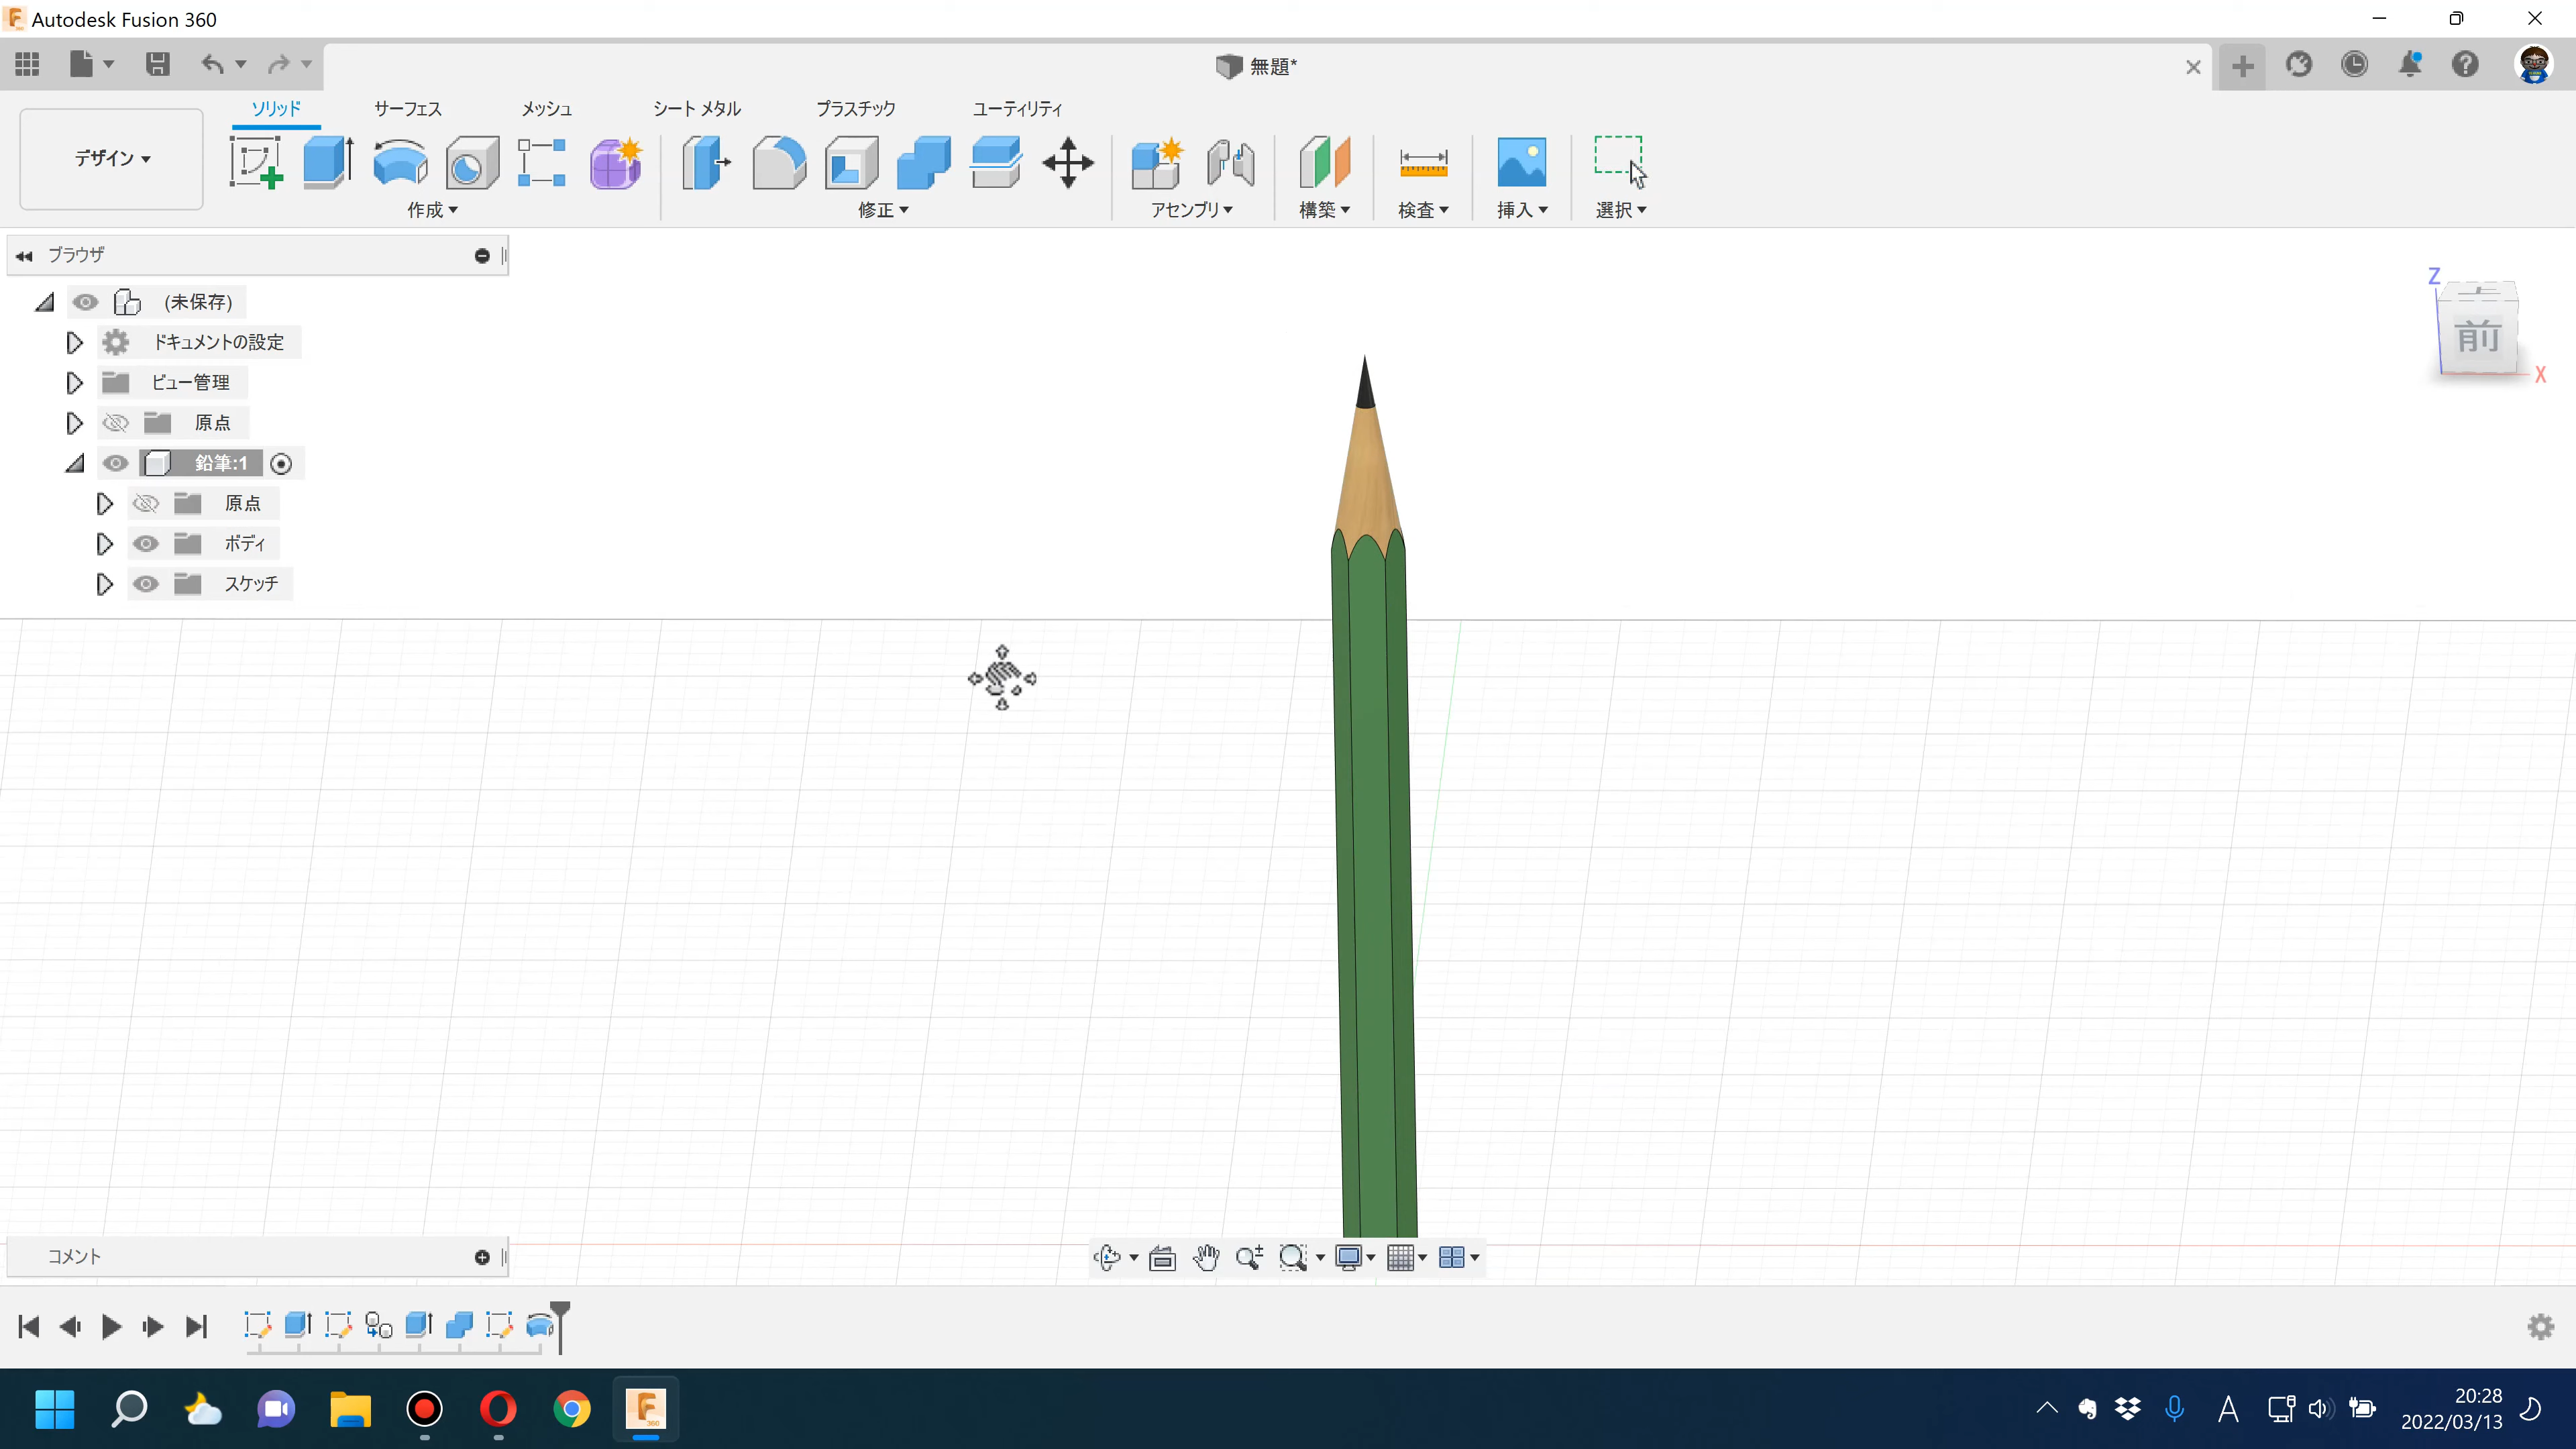 Autodesk Fusion 360
無題*
ソリッド
サーフェス
メッシュ
シート メタル
プラスチック
ユーティリティ
デザイン
作成
修正
アセンブリ
構築
検査
挿入
選択
ブラウザ
(未保存)
ドキュメントの設定
ビュー管理
原点
鉛筆:1
原点
ボディ
スケッチ
Z
前
X
コメント
360
A
20:28
2022/03/13